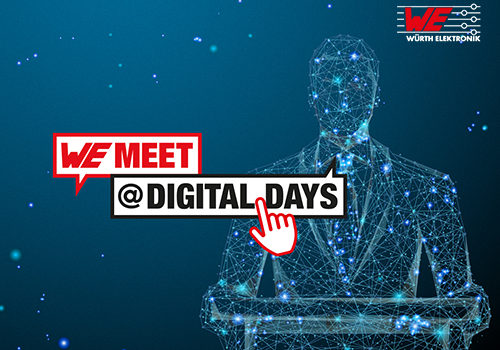 WE
WÜRTH ELEKTRONIK
WE MEET
@ DIGITAL DAYS